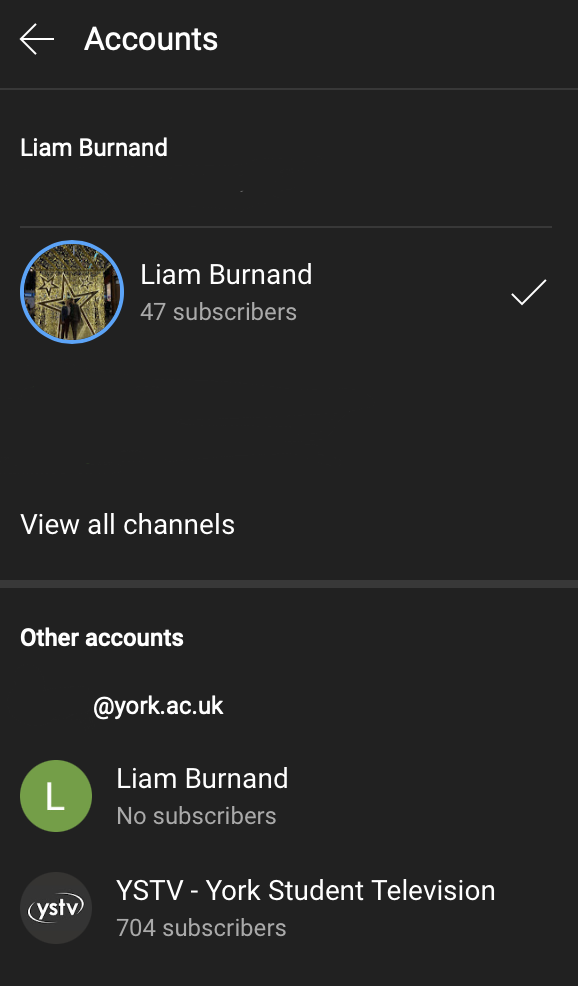 Accounts
Liam Burnand
Liam Burnand
47 subscribers
View all channels
Other accounts
@york.ac.uk
L
Liam Burnand
No subscribers
ystv
YSTV - York Student Television
704 subscribers